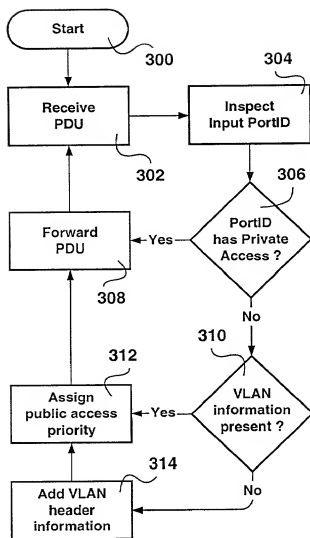 Start
300
304
Receive
PDU
302
Inspect
Input PortID
306
PortID
has Private
Access ?
Yes
Forward
PDU
308
No
310
312
VLAN
information
present ?
Yes
Assign
public access
priority
314
No
Add VLAN
header
information